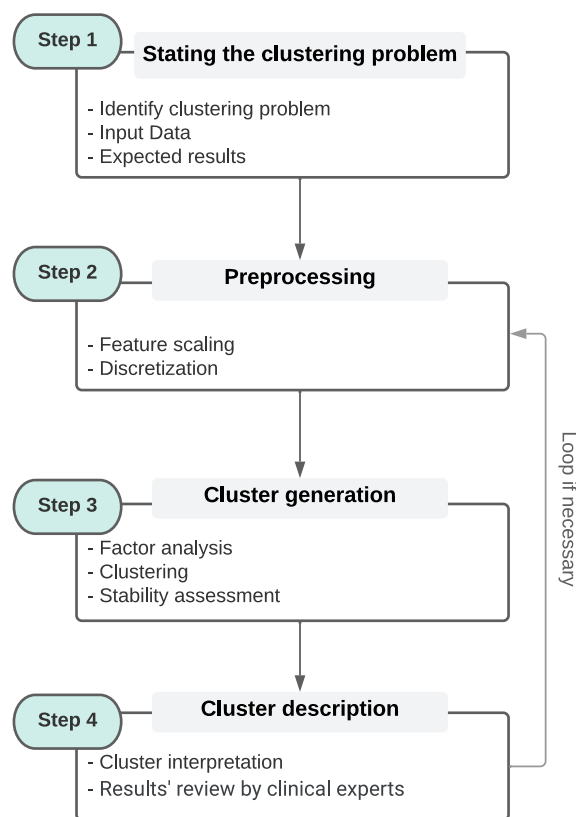 Step 1
Stating the clustering problem
- Identify clustering problem
- Input Data
- Expected results
Step 2
Preprocessing
- Feature scaling
- Discretization
Loop if necessary
Step 3
Cluster generation
- Factor analysis
- Clustering
- Stability assessment
Step 4
Cluster description
- Cluster interpretation
- Results' review by clinical experts